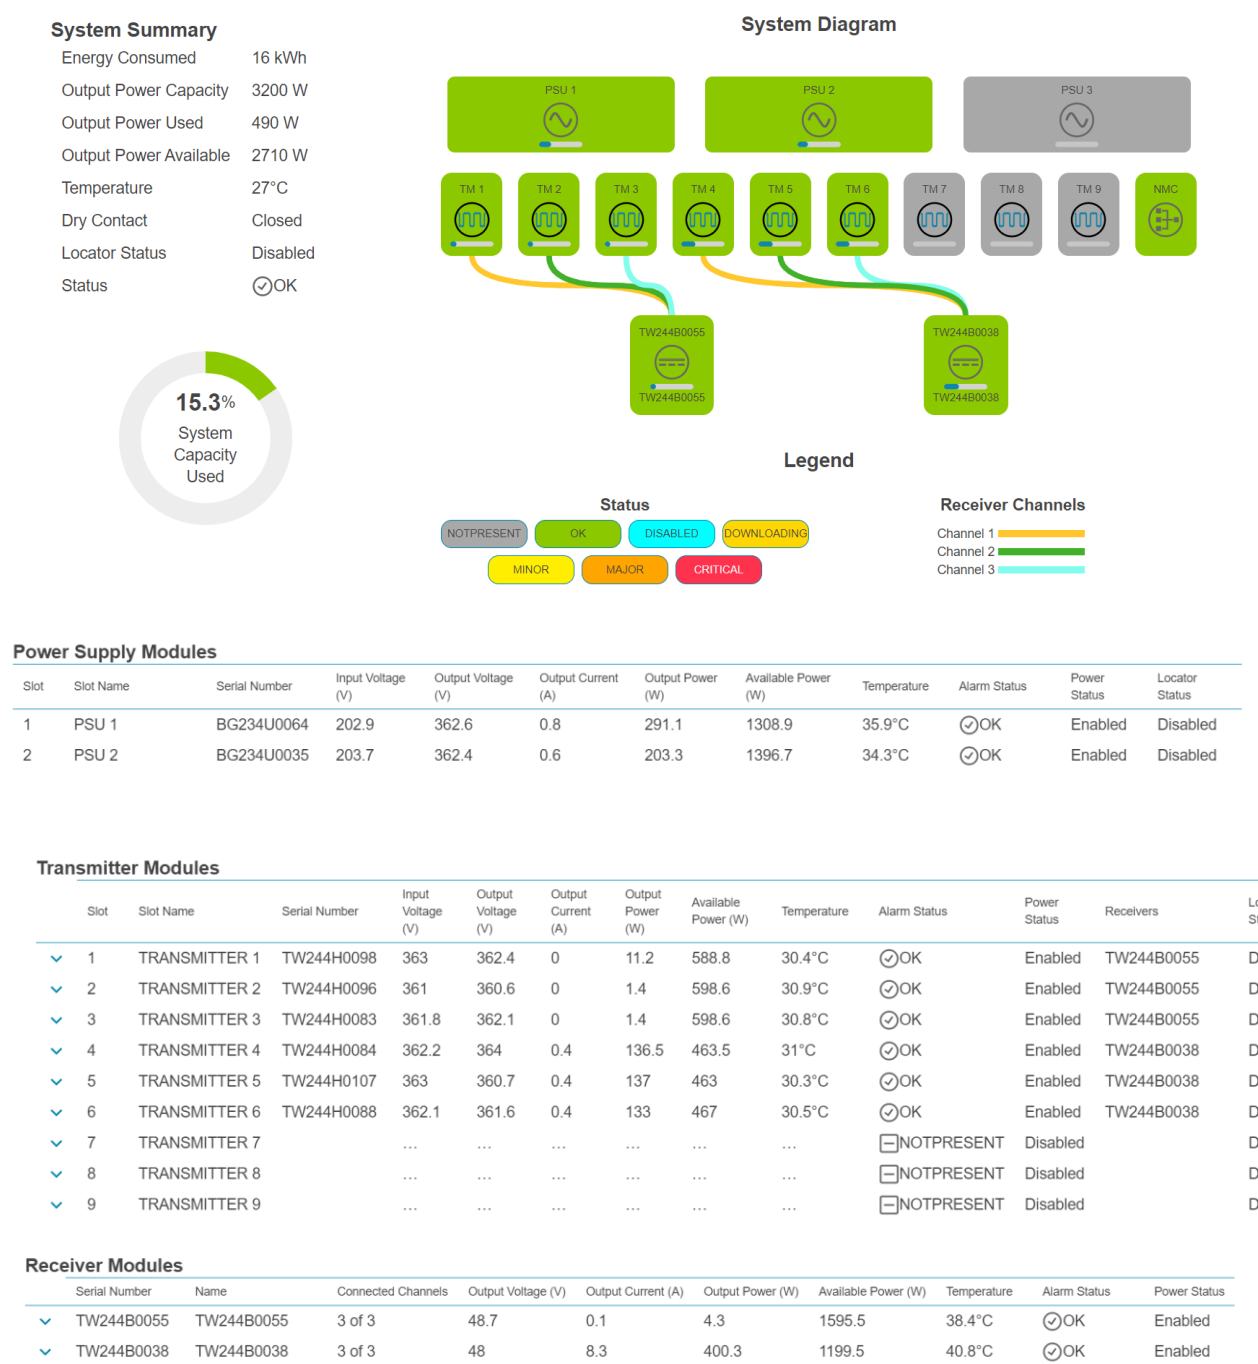 System Summary
Energy Consumed 16 kWh
Output Power Capacity 3200 W
Output Power Used 490 W
Output Power Available 2710 W
Temperature 27°C
Dry Contact Closed
Locator Status Disabled
Status OK
15.3%
System
Capacity
Used
System Diagram
PSU 1 PSU 2 PSU 3
TM 1 TM 2 TM 3 TM 4 TM 5 TM 6 TM 7 TM 8 TM 9 NMC
TW244B0055 TW244B0038
TW244B0055 TW244B0038
Legend
Status
NOTPRESENT OK DISABLED DOWNLOADING
MINOR MAJOR CRITICAL
Receiver Channels
Channel 1
Channel 2
Channel 3
Power Supply Modules
Slot Slot Name Serial Number Input Voltage (V) Output Voltage (V) Output Current (A) Output Power (W) Available Power (W) Temperature Alarm Status Power Status Locator Status
1 PSU 1 BG234U0064 202.9 362.6 0.8 291.1 1308.9 35.9°C OK Enabled Disabled
2 PSU 2 BG234U0035 203.7 362.4 0.6 203.3 1396.7 34.3°C OK Enabled Disabled
Transmitter Modules
Slot Slot Name Serial Number Input Voltage (V) Output Voltage (V) Output Current (A) Output Power (W) Available Power (W) Temperature Alarm Status Power Status Receivers
1 TRANSMITTER 1 TW244H0098 363 362.4 0 11.2 588.8 30.4°C OK Enabled TW244B0055 D
2 TRANSMITTER 2 TW244H0096 361 360.6 0 1.4 598.6 30.9°C OK Enabled TW244B0055 D
3 TRANSMITTER 3 TW244H0083 361.8 362.1 0 1.4 598.6 30.8°C OK Enabled TW244B0055 D
4 TRANSMITTER 4 TW244H0084 362.2 364 0.4 136.5 463.5 31°C OK Enabled TW244B0038 D
5 TRANSMITTER 5 TW244H0107 363 360.7 0.4 137 463 30.3°C OK Enabled TW244B0038 D
6 TRANSMITTER 6 TW244H0088 362.1 361.6 0.4 133 467 30.5°C OK Enabled TW244B0038 D
7 TRANSMITTER 7 ... ... ... ... ... ... NOTPRESENT Disabled D
8 TRANSMITTER 8 ... ... ... ... ... ... NOTPRESENT Disabled D
9 TRANSMITTER 9 ... ... ... ... ... ... NOTPRESENT Disabled D
Receiver Modules
Serial Number Name Connected Channels Output Voltage (V) Output Current (A) Output Power (W) Available Power (W) Temperature Alarm Status Power Status
TW244B0055 TW244B0055 3 of 3 48.7 0.1 4.3 1595.5 38.4°C OK Enabled
TW244B0038 TW244B0038 3 of 3 48 8.3 400.3 1199.5 40.8°C OK Enabled